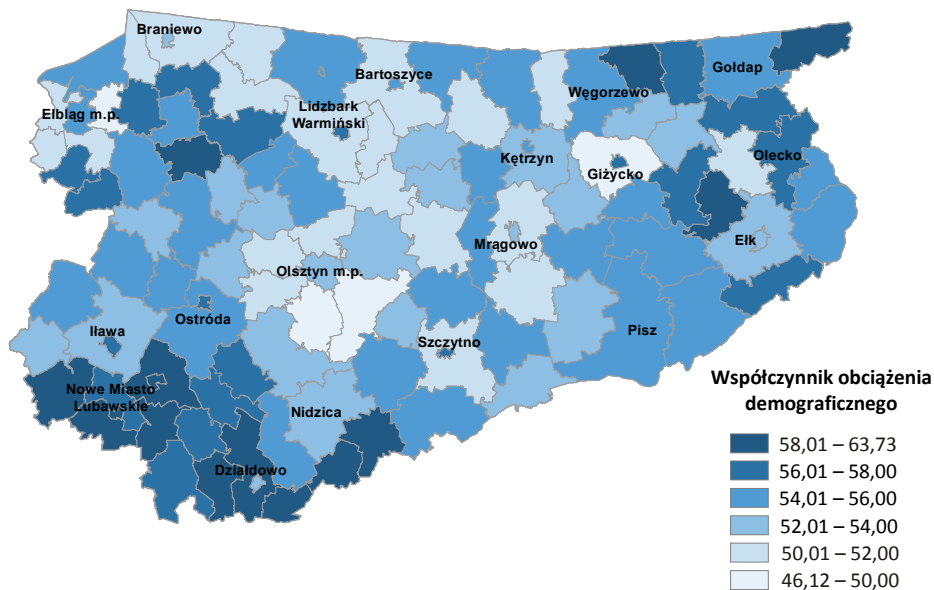 Braniewo
Bartoszyce
Gołdap
Węgorzewo
Elbląg m.p.
Lidzbark
Warmiński
Kętrzyn
Olecko
Giżycko
Mrągowo
Ełk
Olsztyn m.p.
Ostróda
Iława
Pisz
Szczytno
Nowe Miasto
Lubawskie
Nidzica
Działdowo
Współczynnik obciążenia
demograficznego
58,01 – 63,73
56,01 – 58,00
54,01 – 56,00
52,01 – 54,00
50,01 – 52,00
46,12 – 50,00